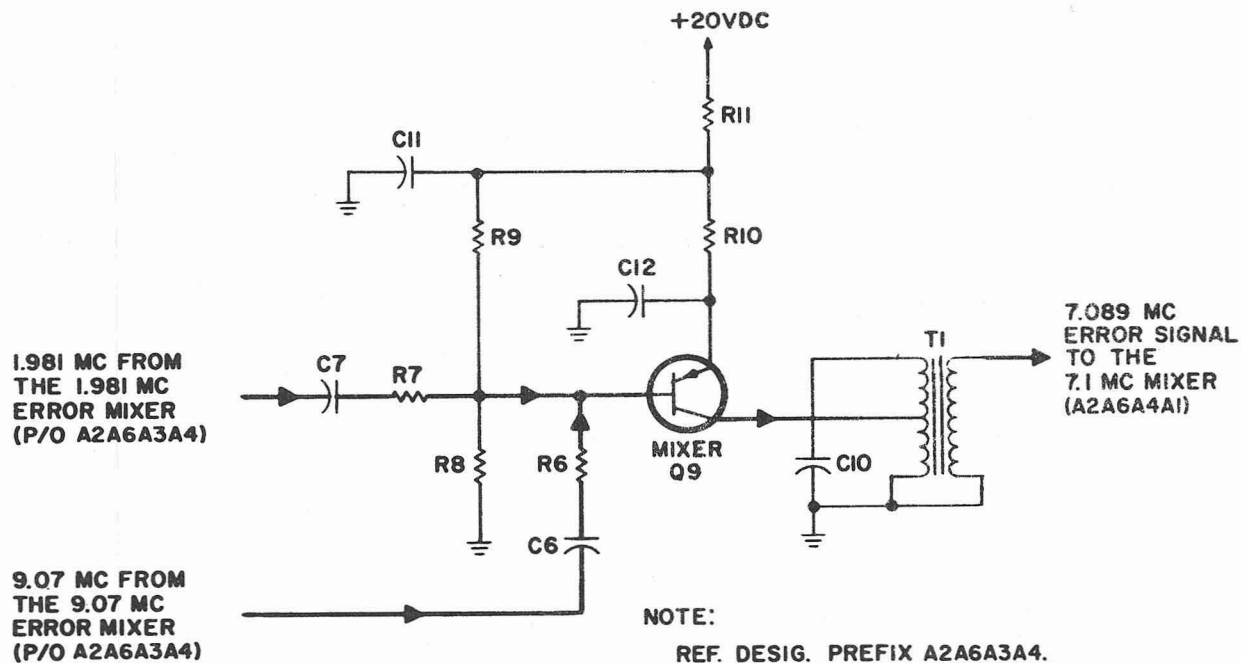 +20VDC
R11
C11
R9
R10
C12
1.981 MC FROM
THE 1.981 MC
ERROR MIXER
(P/O A2A6A3A4)
C7
R7
R8
R6
C6
MIXER
Q9
C10
T1
7.089 MC
ERROR SIGNAL
TO THE
7.1 MC MIXER
(A2A6A4A1)
9.07 MC FROM
THE 9.07 MC
ERROR MIXER
(P/O A2A6A3A4)
NOTE:
REF. DESIG. PREFIX A2A6A3A4.